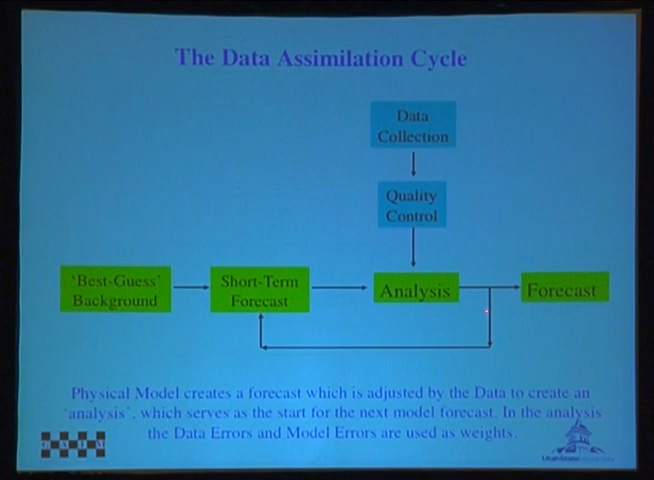 The Data Assimilation Cycle
Data
Collection
Quality
Control
'Best-Guess'
Background
Short-Term
Forecast
Analysis
Forecast
Physical Model creates a forecast which is adjusted by the Data to create an
'analysis', which serves as the start for the next model forecast. In the analysis
the Data Errors and Model Errors are used as weights.
UtahState